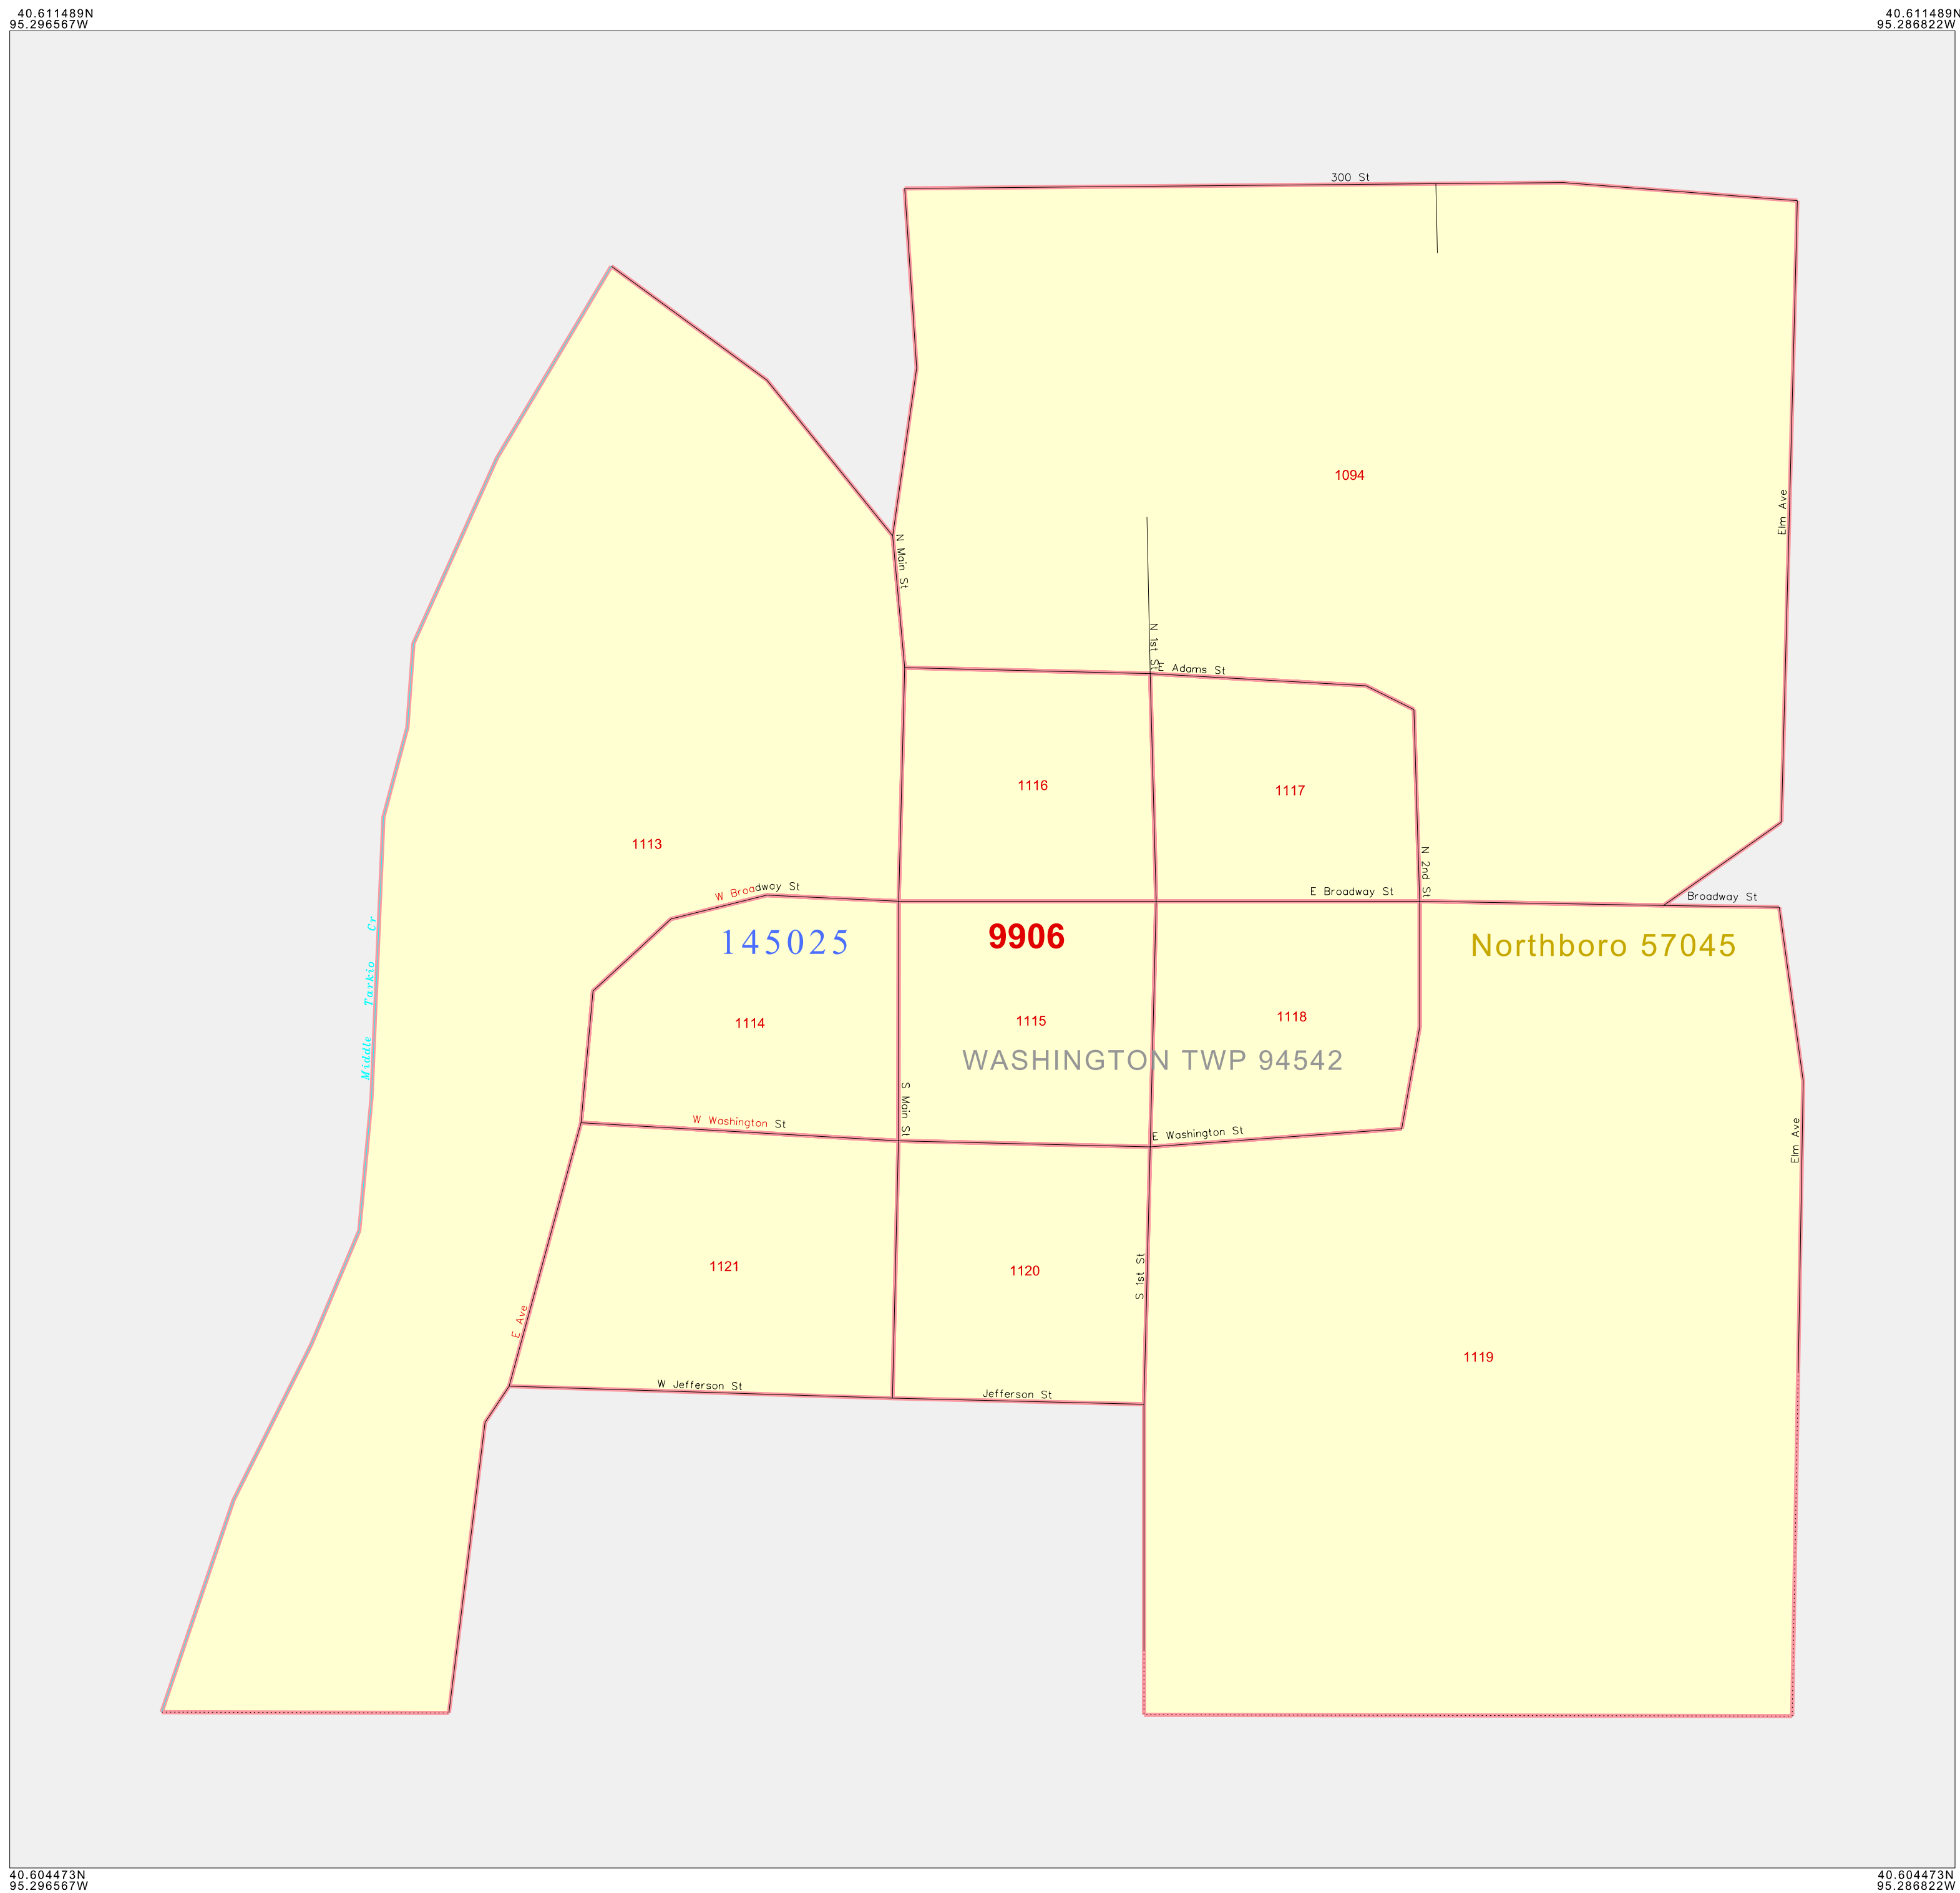 40.611489N
95.296567W
40.611489N
95.286822W
300 St
1094
Elm Ave
N Main St
N 1st St
E Adams St
1116
1117
1113
N 2nd St
W Broadway St
E Broadway St
Broadway St
Middle Tarkio Cr
145025
9906
Northboro 57045
1114
1115
1118
WASHINGTON TWP 94542
S Main St
W Washington St
E Washington St
Elm Ave
1121
1120
S 1st St
E Ave
1119
W Jefferson St
Jefferson St
40.604473N
95.296567W
40.604473N
95.286822W